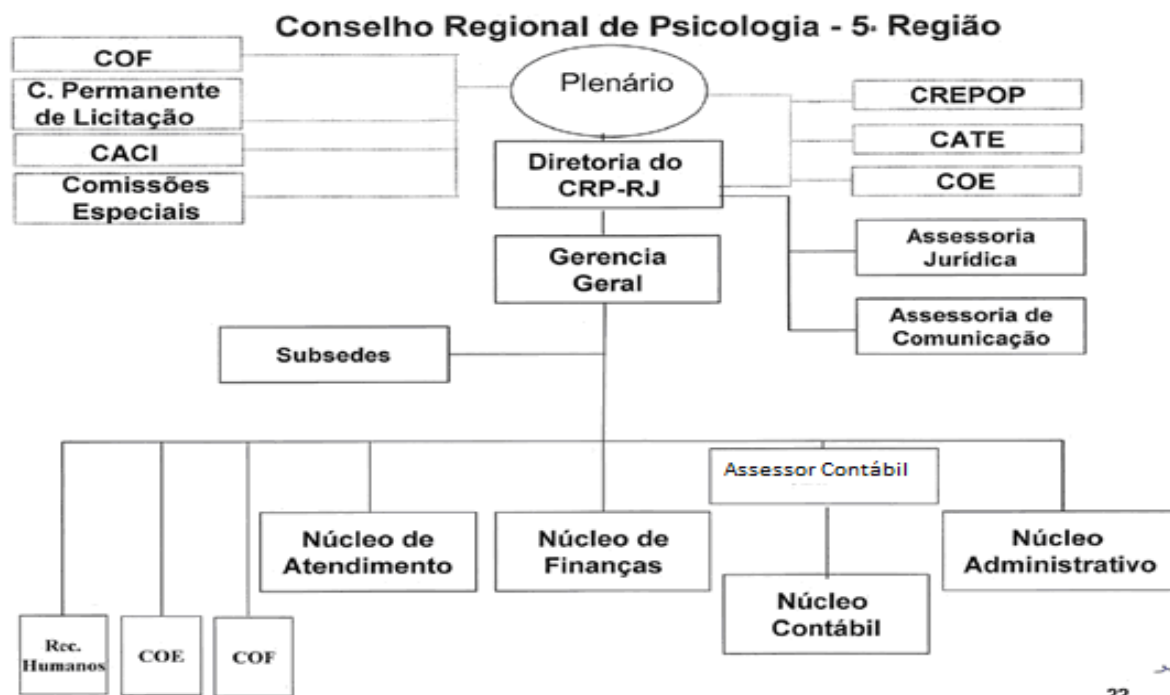 Conselho Regional de Psicologia - 5ª Região
COF
C. Permanente
de Licitação
CACI
Comissões
Especiais
Plenário
CREPOP
CATE
COE
Diretoria do
CRP-RJ
Assessoria
Jurídica
Gerencia
Geral
Assessoria de
Comunicação
Subsedes
Assessor Contábil
Núcleo de
Atendimento
Núcleo de
Finanças
Núcleo
Administrativo
Núcleo
Contábil
Rec.
Humanos
COE
COF
22